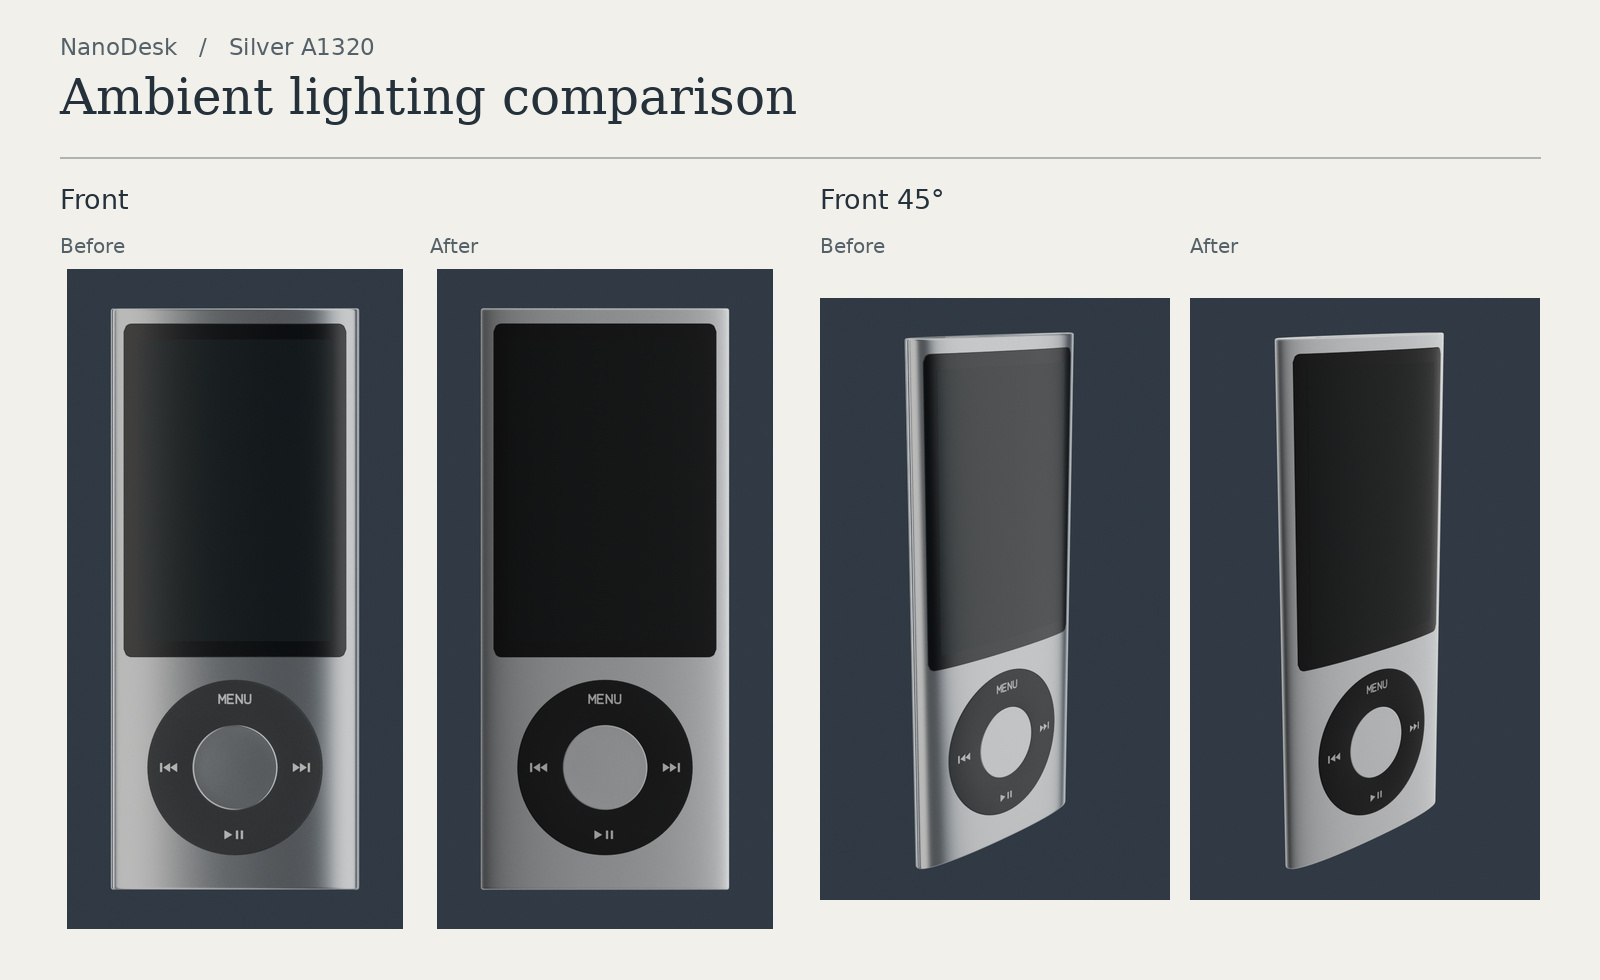 NanoDesk / Silver A1320
Ambient lighting comparison
Front
Front 45°
Before
After
Before
After
MENU
MENU
MENU
MENU